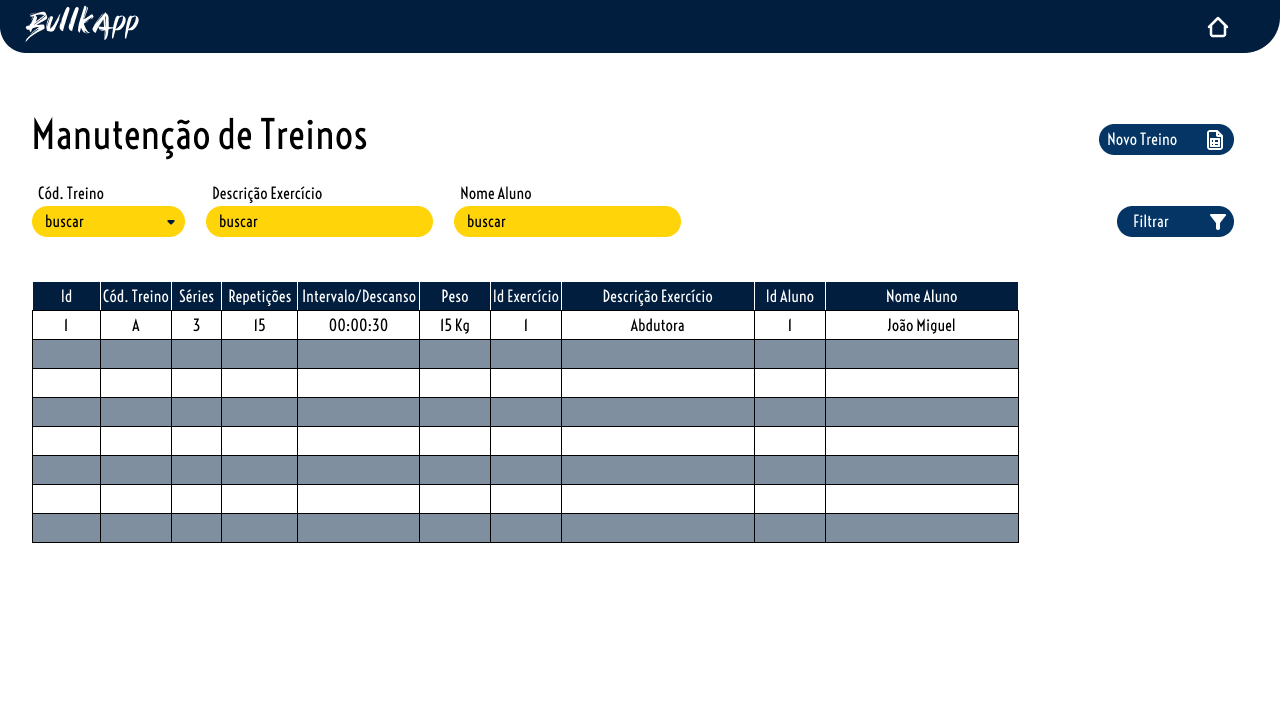 BullkApp
Manutenção de Treinos
Novo Treino
Cód. Treino Descrição Exercício Nome Aluno
buscar buscar buscar Filtrar
Id Cód. Treino Séries Repetições Intervalo/Descanso Peso Id Exercício Descrição Exercício Id Aluno Nome Aluno
1 A 3 15 00:00:30 15 Kg 1 Abdutora 1 João Miguel